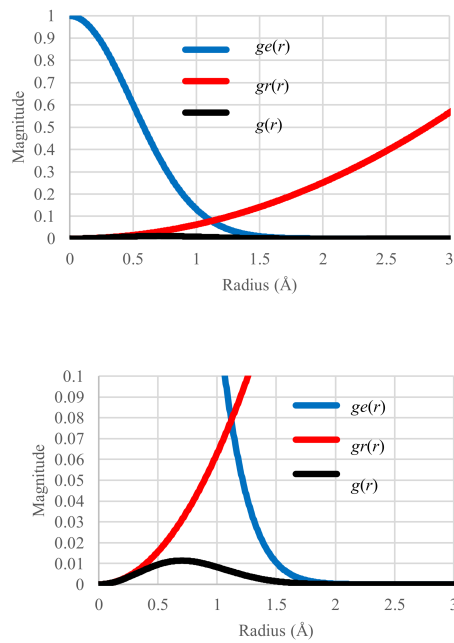 1
0.9
0.8
0.7
0.6
0.5
0.4
0.3
0.2
0.1
0
Magnitude
ge(r)
gr(r)
g(r)
0 0.5 1 1.5 2 2.5 3
Radius (Å)
0.1
0.09
0.08
0.07
0.06
0.05
0.04
0.03
0.02
0.01
0
Magnitude
ge(r)
gr(r)
g(r)
0 0.5 1 1.5 2 2.5 3
Radius (Å)